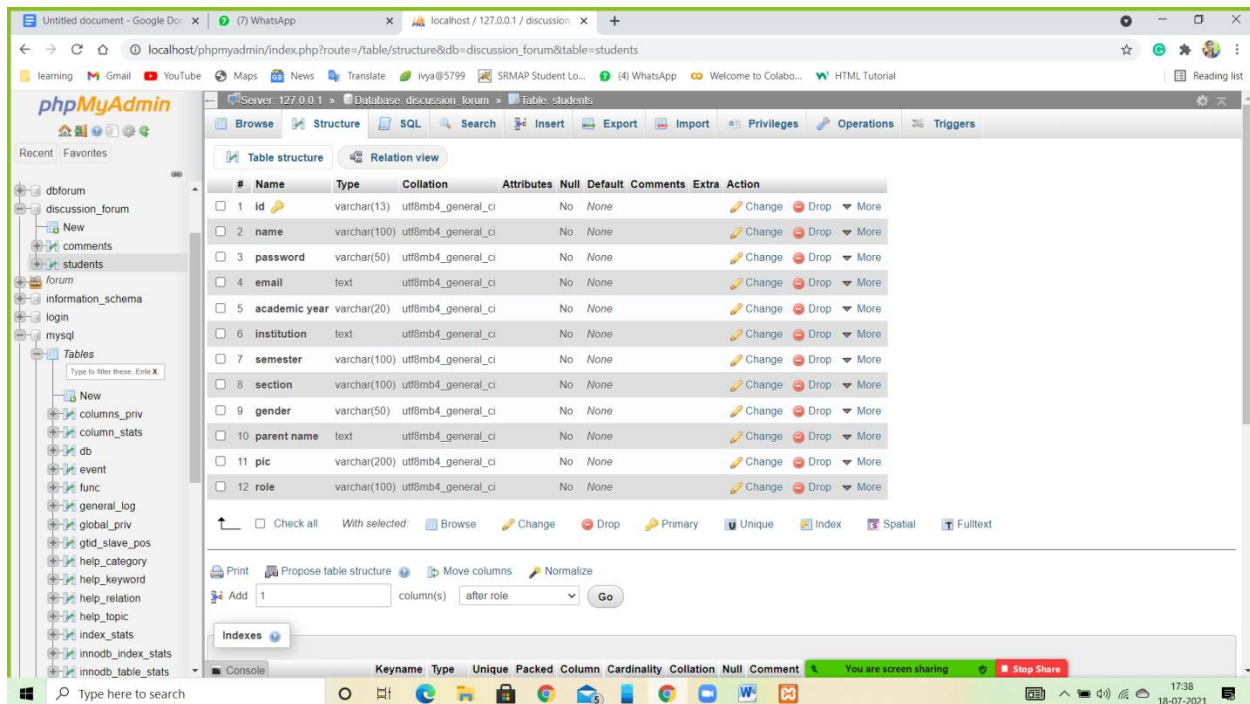 Untitled document - Google Doc
(7) WhatsApp
localhost / 127.0.0.1 / discussion
localhost/phpmyadmin/index.php?route=/table/structure&db=discussion_forum&table=students
learning Gmail YouTube Maps News Translate ivya@5799 SRMAP Student Lo... (4) WhatsApp Welcome to Colabo... HTML Tutorial Reading list
phpMyAdmin
Recent Favorites
dbforum
discussion_forum
New
comments
students
forum
information_schema
login
mysql
Tables
Type to filter these, Ente X
New
columns_priv
column_stats
db
event
func
general_log
global_priv
gtid_slave_pos
help_category
help_keyword
help_relation
help_topic
index_stats
innodb_index_stats
innodb_table_stats
Server: 127.0.0.1 » Database: discussion_forum » Table: students
Browse Structure SQL Search Insert Export Import Privileges Operations Triggers
Table structure Relation view
# Name Type Collation Attributes Null Default Comments Extra Action
1 id varchar(13) utf8mb4_general_ci No None Change Drop More
2 name varchar(100) utf8mb4_general_ci No None Change Drop More
3 password varchar(50) utf8mb4_general_ci No None Change Drop More
4 email text utf8mb4_general_ci No None Change Drop More
5 academic year varchar(20) utf8mb4_general_ci No None Change Drop More
6 institution text utf8mb4_general_ci No None Change Drop More
7 semester varchar(100) utf8mb4_general_ci No None Change Drop More
8 section varchar(100) utf8mb4_general_ci No None Change Drop More
9 gender varchar(50) utf8mb4_general_ci No None Change Drop More
10 parent name text utf8mb4_general_ci No None Change Drop More
11 pic varchar(200) utf8mb4_general_ci No None Change Drop More
12 role varchar(100) utf8mb4_general_ci No None Change Drop More
Check all With selected: Browse Change Drop Primary Unique Index Spatial Fulltext
Print Propose table structure Move columns Normalize
Add 1 column(s) after role Go
Indexes
Console
Keyname Type Unique Packed Column Cardinality Collation Null Comment
You are screen sharing Stop Share
Type here to search
17:38
18-07-2021